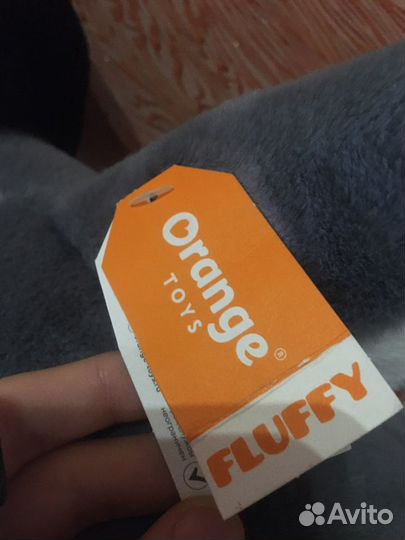 Orange
TOYS
®
FLUFFY
Avito